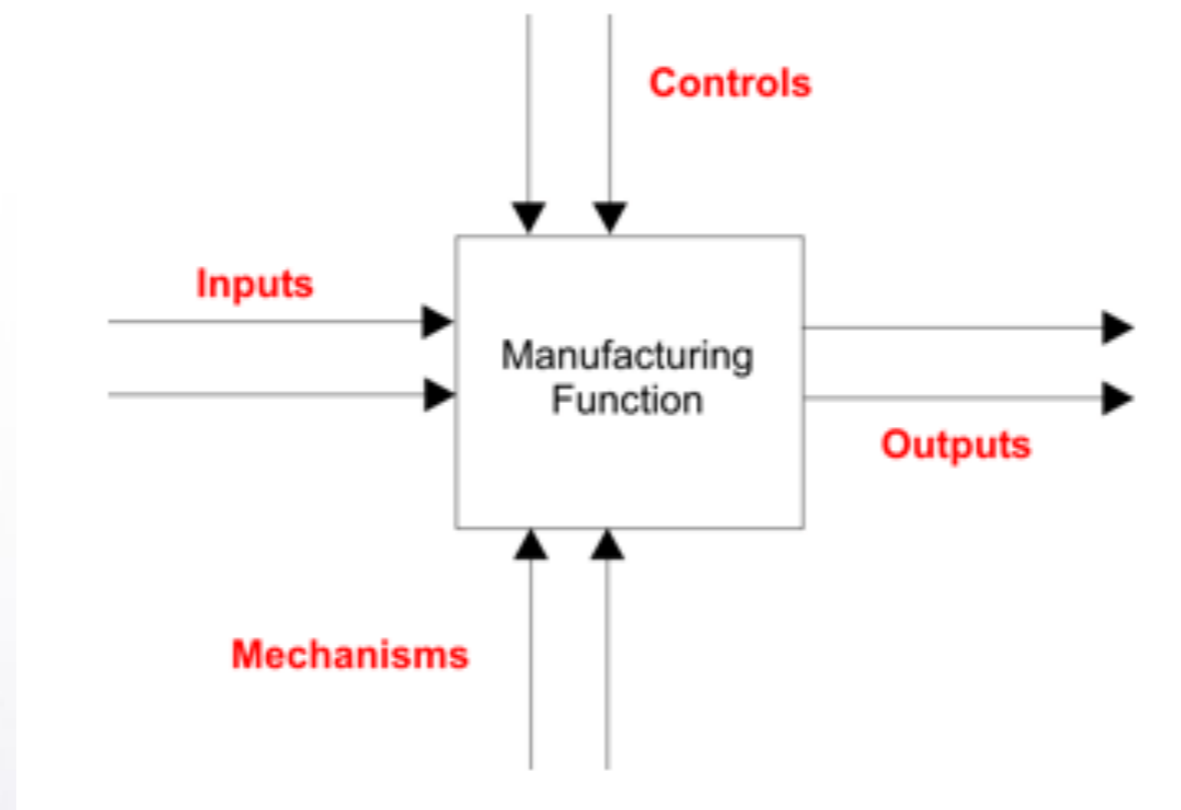 Controls
Inputs
Manufacturing
Function
Outputs
Mechanisms